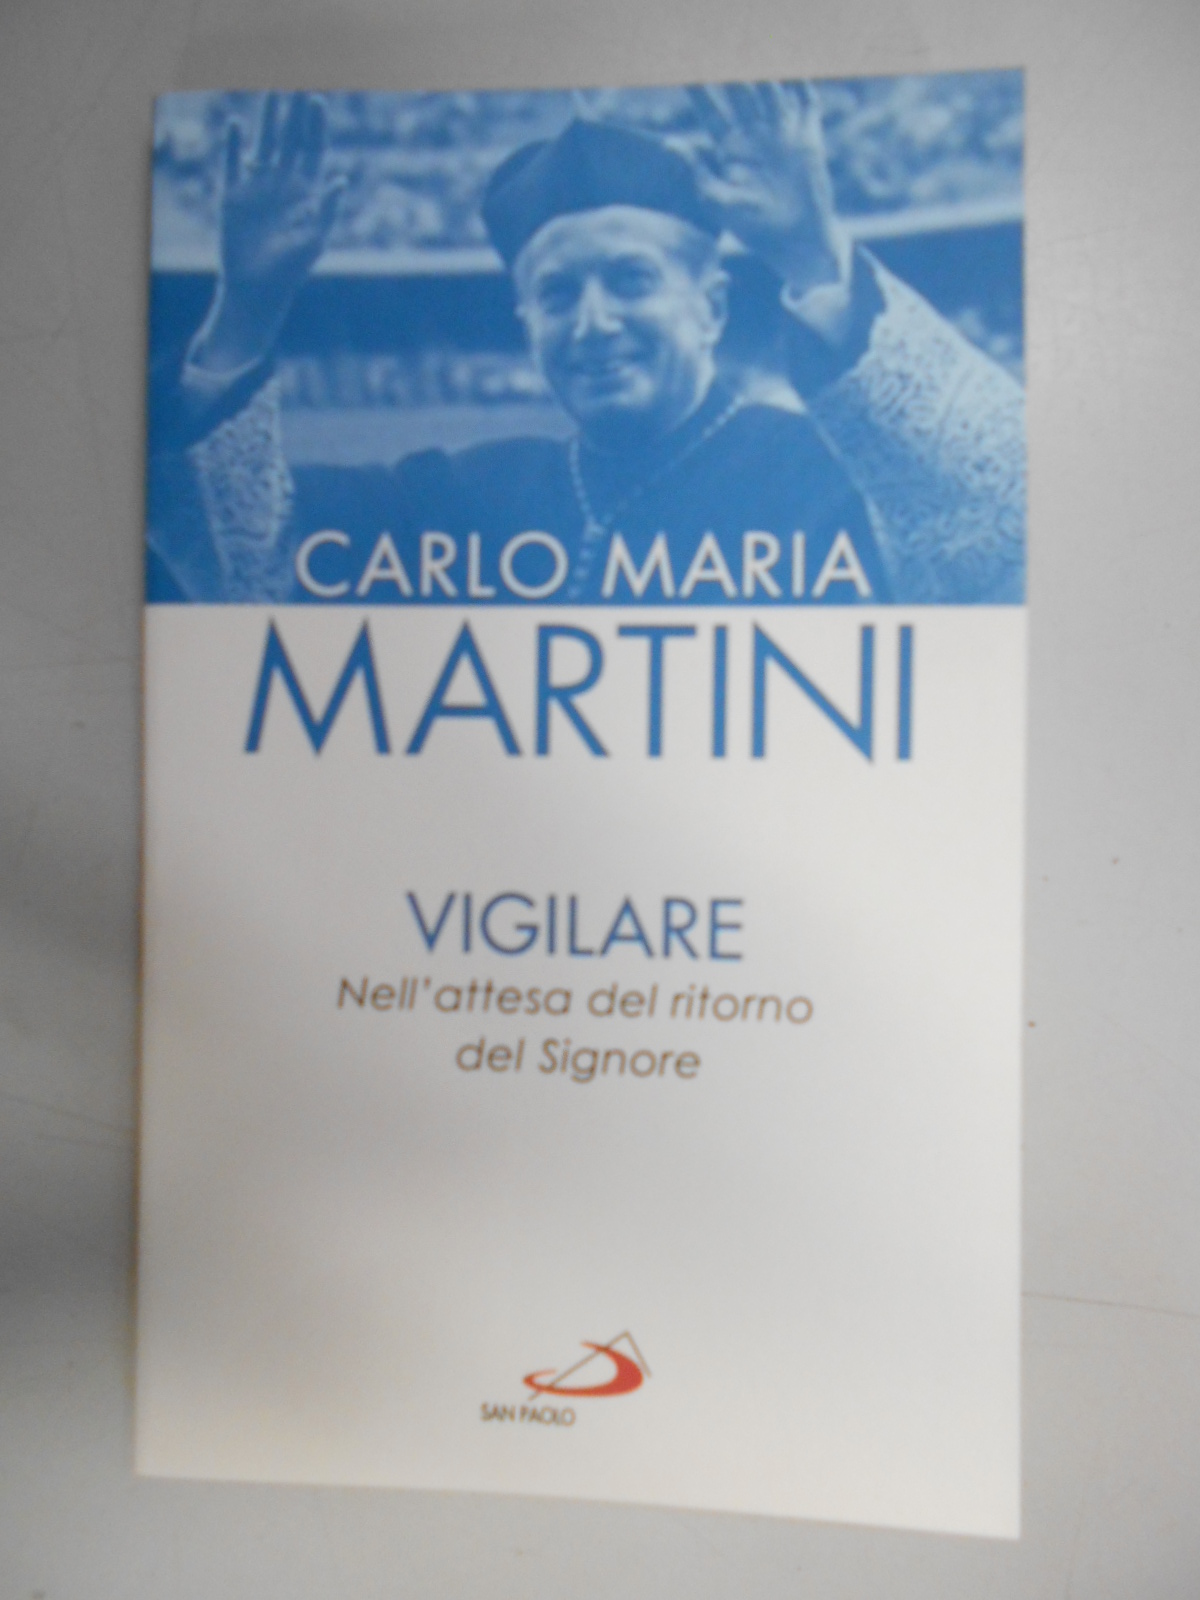 CARLO MARIA
MARTINI
VIGILARE
Nell'attesa del ritorno
del Signore
SAN PAOLO